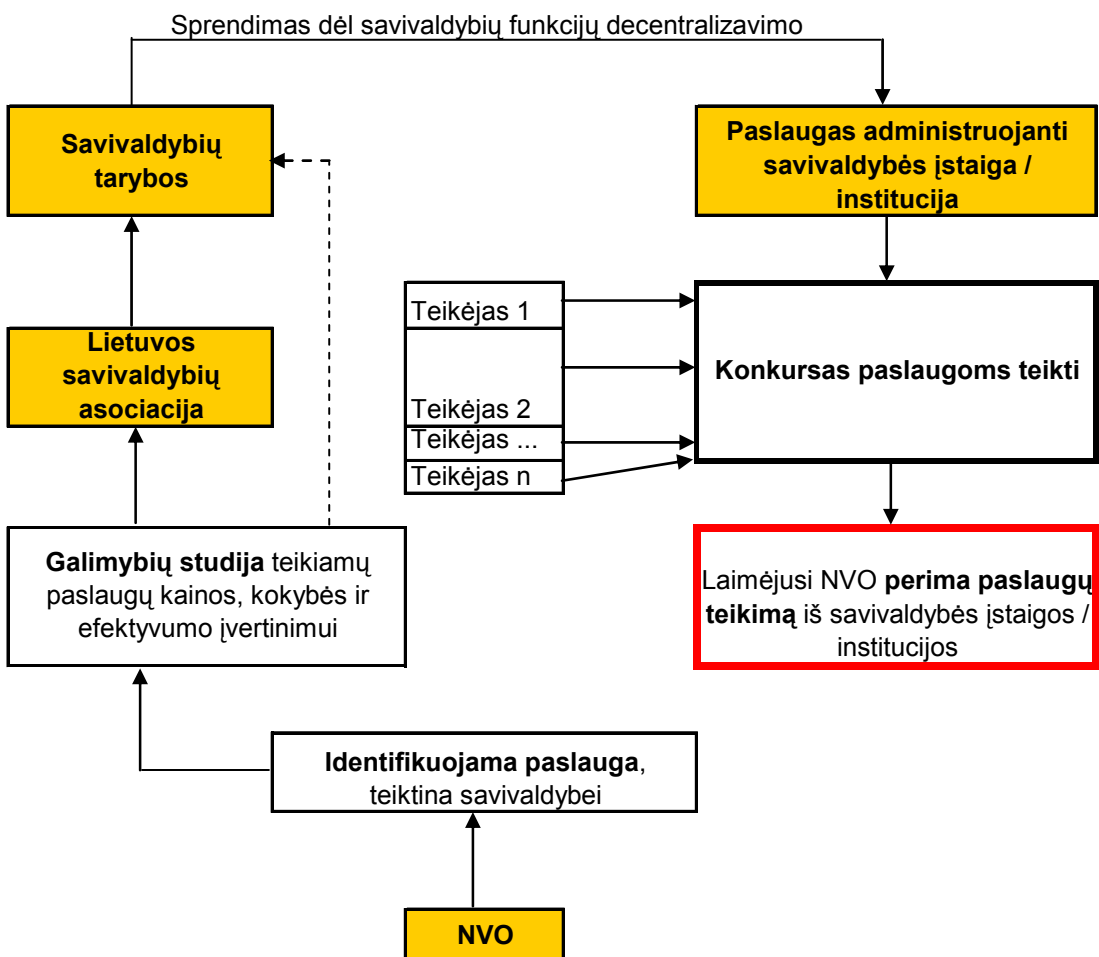 Sprendimas dėl savivaldybių funkcijų decentralizavimo
Savivaldybių
tarybos
Paslaugas administruojanti
savivaldybės įstaiga /
institucija
Lietuvos
savivaldybių
asociacija
Teikėjas 1
Teikėjas 2
Teikėjas ...
Teikėjas n
Konkursas paslaugoms teikti
Galimybių studija teikiamų
paslaugų kainos, kokybės ir
efektyvumo įvertinimui
Laimėjusi NVO perima paslaugų
teikimą iš savivaldybės įstaigos /
institucijos
Identifikuojama paslauga,
teiktina savivaldybei
NVO